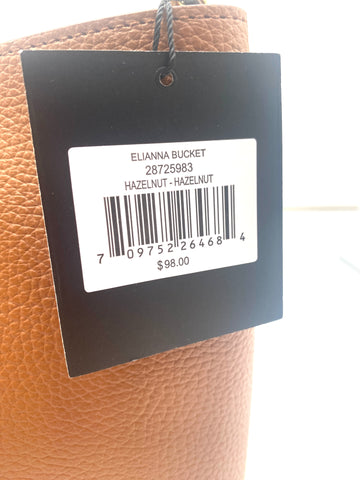 ELIANNA BUCKET
28725983
HAZELNUT - HAZELNUT
7 09752 26468 4
$98.00